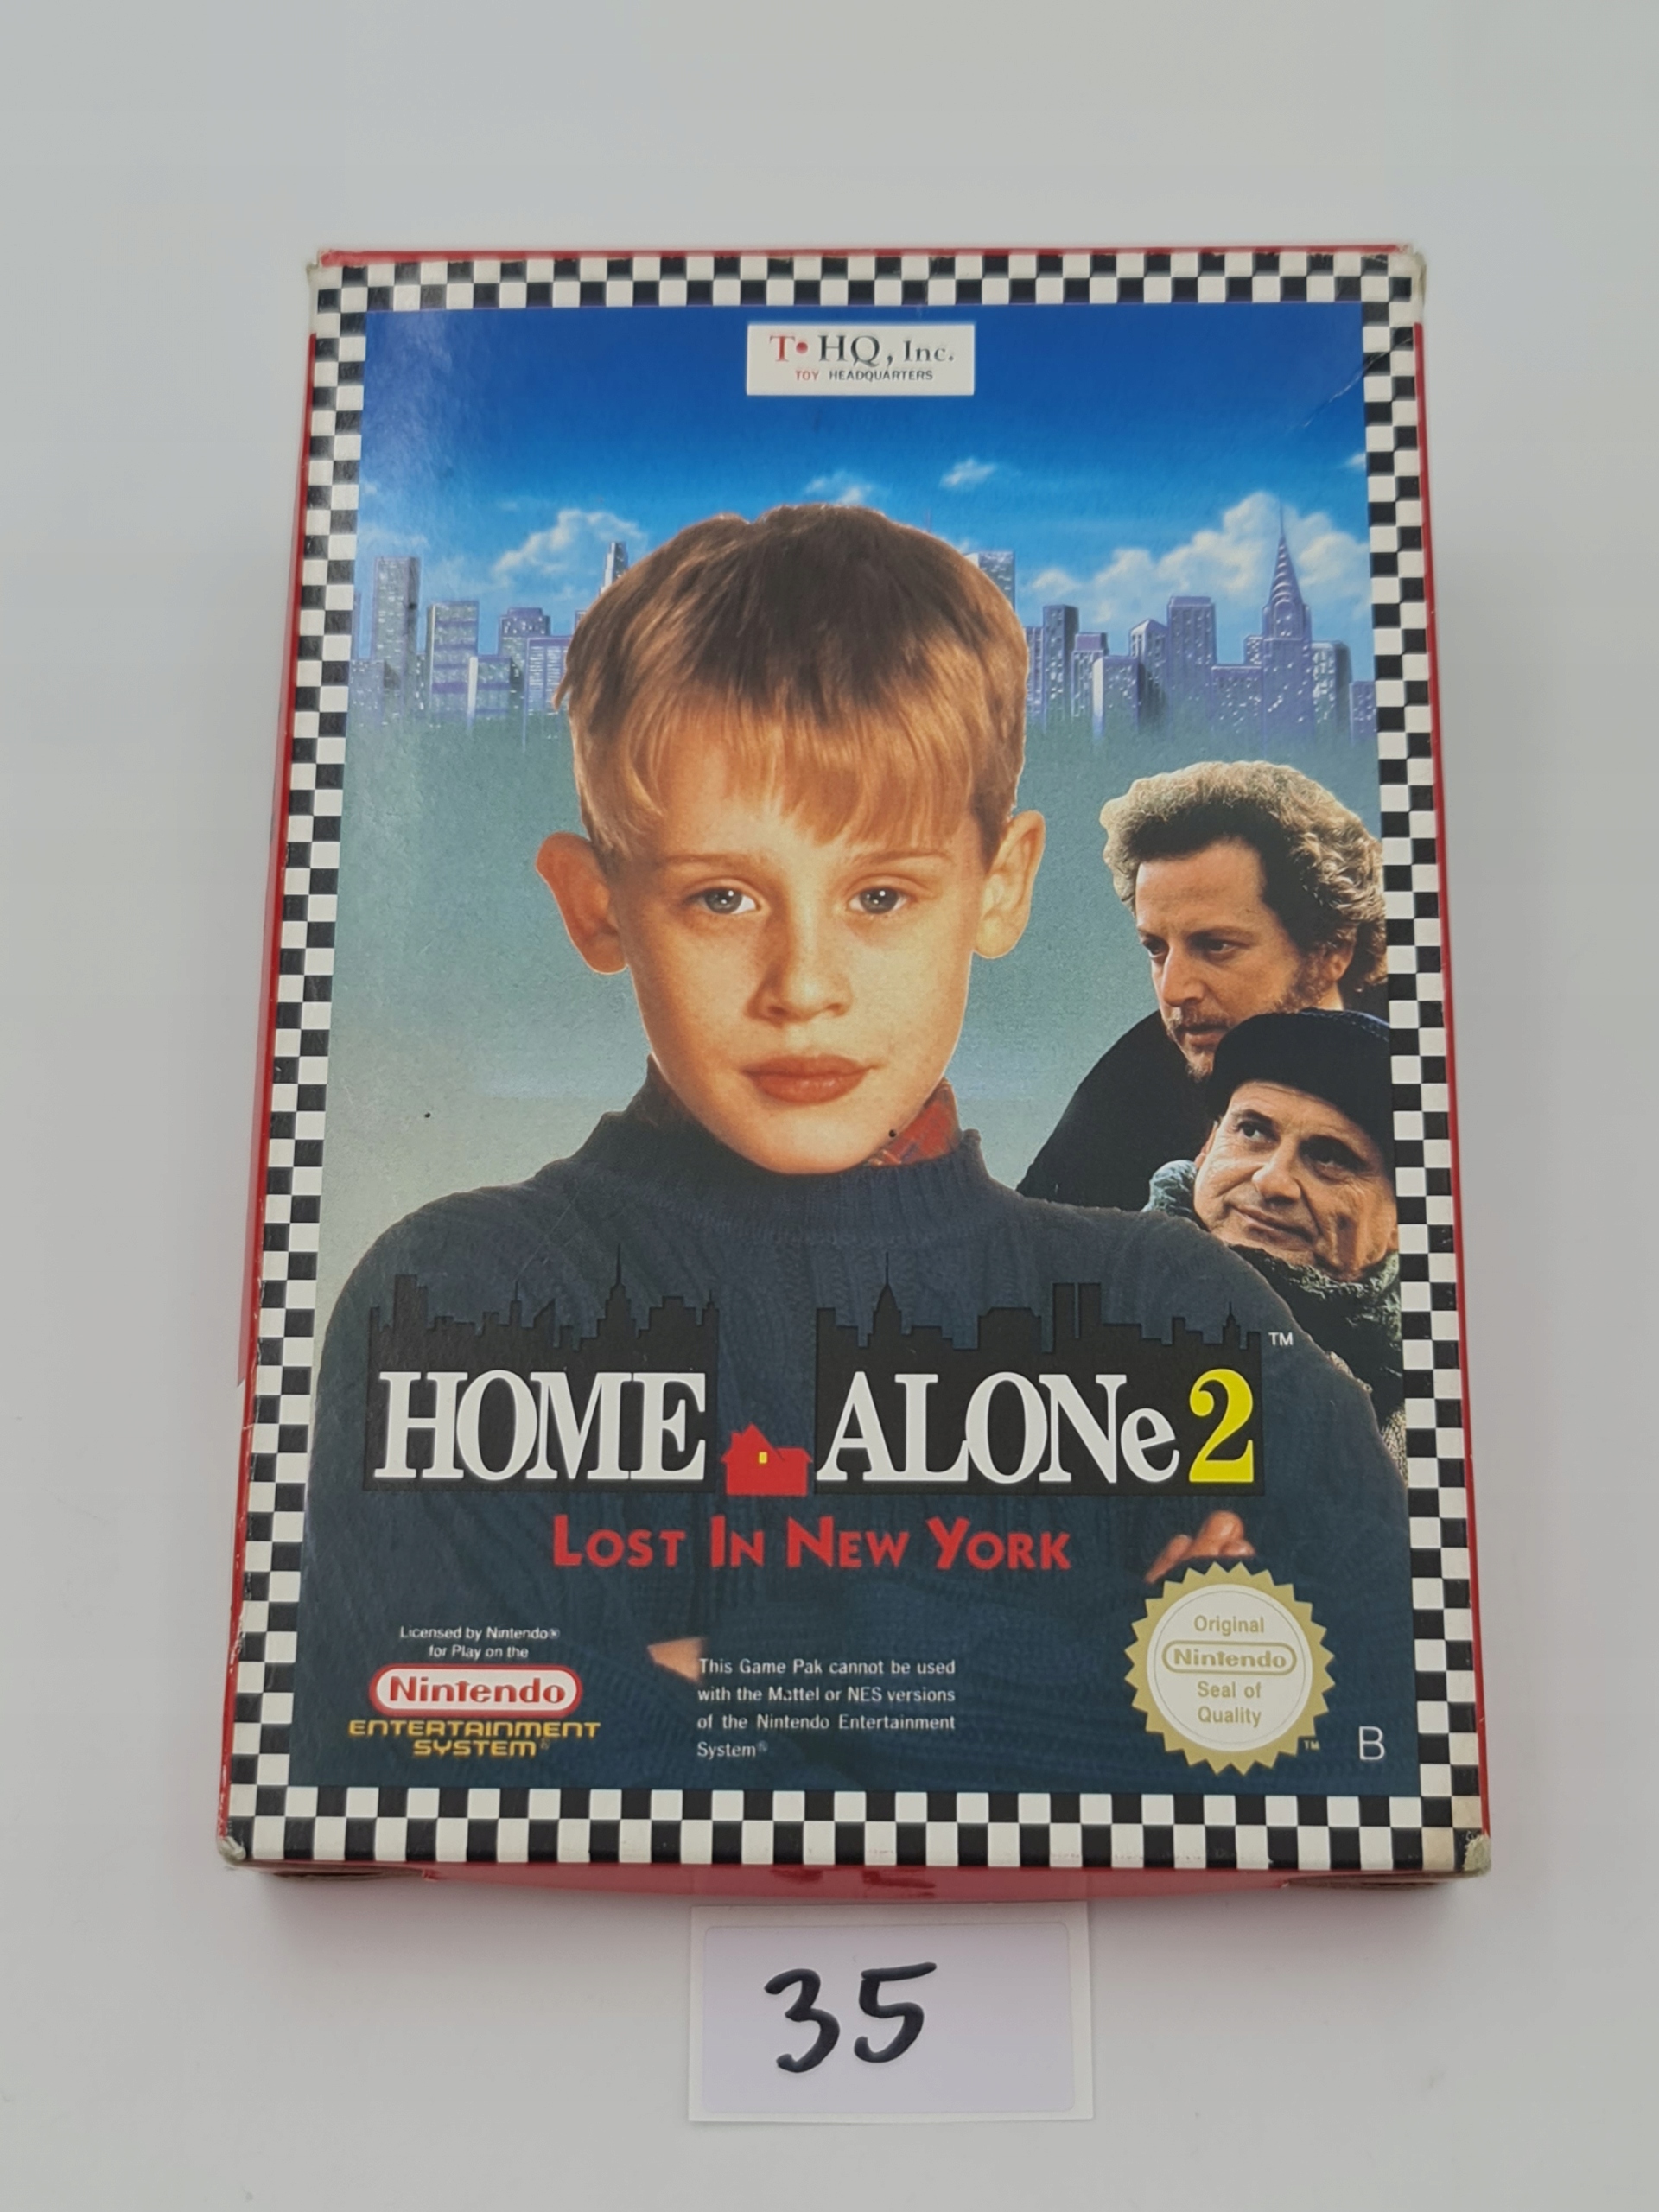 T•HQ, Inc.
TOY HEADQUARTERS
HOME ALONe 2 ™
LOST IN NEW YORK
Licensed by Nintendo®
for Play on the
Nintendo
ENTERTAINMENT
SYSTEM®
This Game Pak cannot be used
with the Mattel or NES versions
of the Nintendo Entertainment
System®
Original
Nintendo
Seal of
Quality
™
B
35